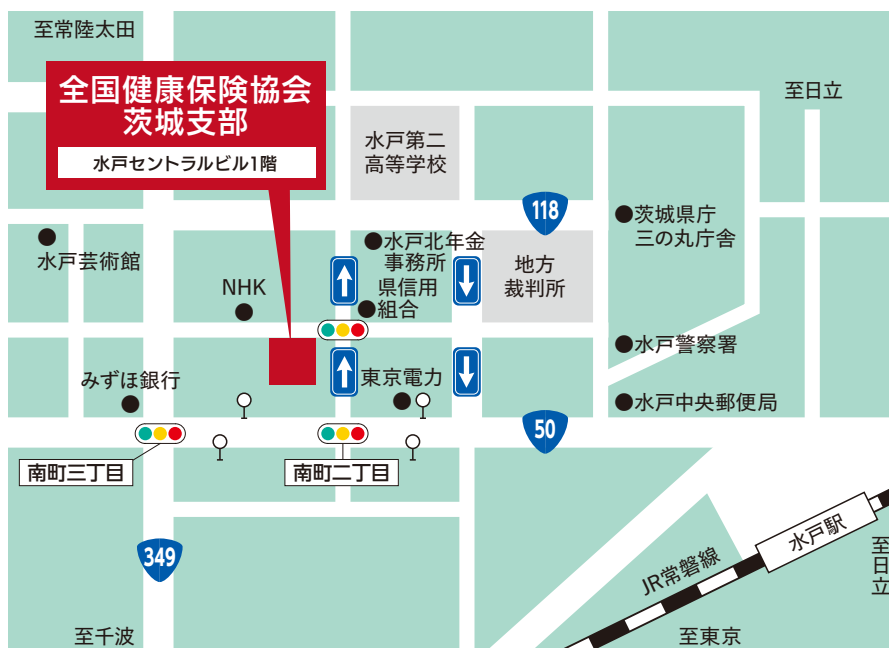 至常陸太田
全国健康保険協会
茨城支部
水戸セントラルビル1階
至日立
水戸第二
高等学校
118
茨城県庁
三の丸庁舎
水戸芸術館
水戸北年金
事務所
地方
裁判所
NHK
県信用
組合
水戸警察署
みずほ銀行
東京電力
水戸中央郵便局
50
南町三丁目
南町二丁目
349
水戸駅
JR常磐線
至日立
至千波
至東京